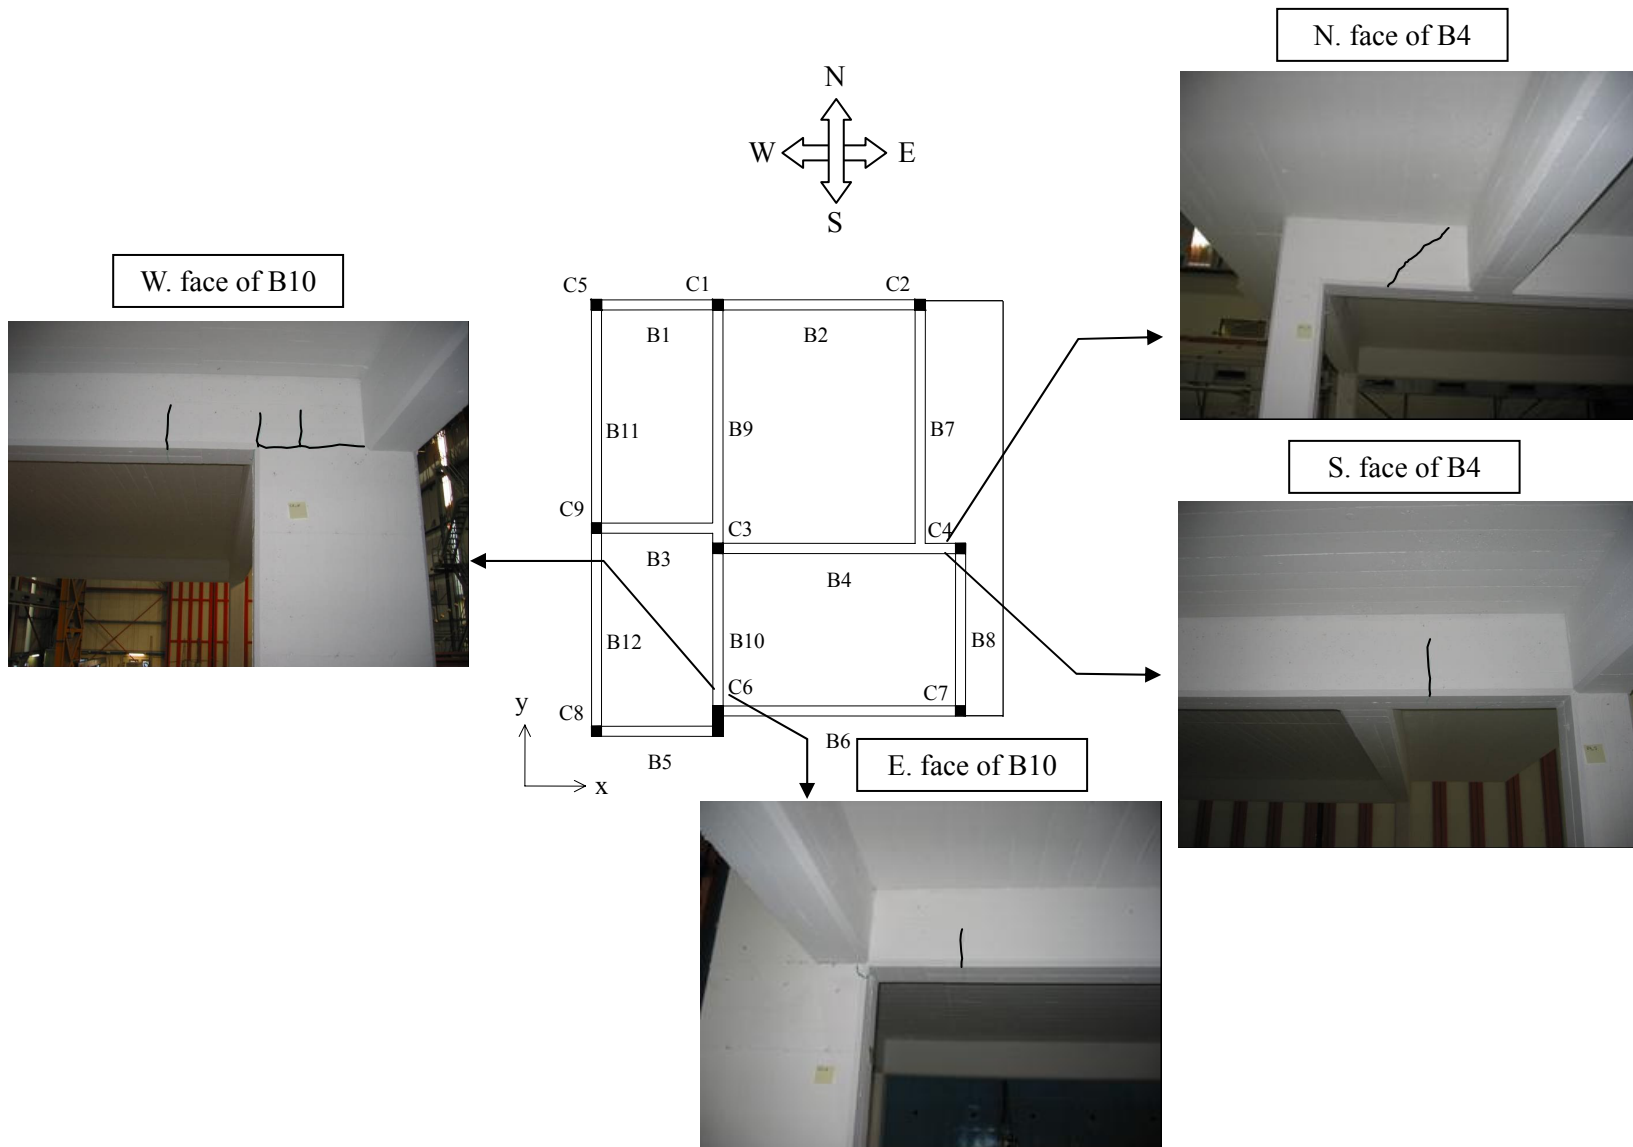 N. face of B4
N
W
E
S
W. face of B10
C5
C1
C2
B1
B2
S. face of B4
B11
B9
B7
C9
C3
C4
B3
B4
B12
B10
B8
C6
C7
C8
y
B6
E. face of B10
B5
x